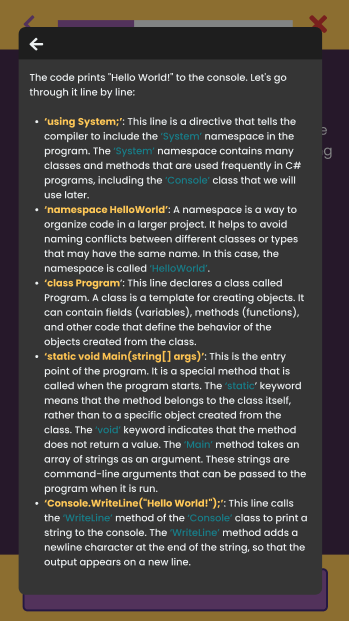 The code prints "Hello World!" to the console. Let's go
through it line by line:
• 'using System;': This line is a directive that tells the
compiler to include the 'System' namespace in the
program. The 'System' namespace contains many
classes and methods that are used frequently in C#
programs, including the 'Console' class that we will
use later.
• 'namespace HelloWorld': A namespace is a way to
organize code in a larger project. It helps to avoid
naming conflicts between different classes or types
that may have the same name. In this case, the
namespace is called 'HelloWorld'.
• 'class Program': This line declares a class called
Program. A class is a template for creating objects. It
can contain fields (variables), methods (functions),
and other code that define the behavior of the
objects created from the class.
• 'static void Main(string[] args)': This is the entry
point of the program. It is a special method that is
called when the program starts. The 'static' keyword
means that the method belongs to the class itself,
rather than to a specific object created from the
class. The 'void' keyword indicates that the method
does not return a value. The 'Main' method takes an
array of strings as an argument. These strings are
command-line arguments that can be passed to the
program when it is run.
• 'Console.WriteLine("Hello World!");': This line calls
the 'WriteLine' method of the 'Console' class to print a
string to the console. The 'WriteLine' method adds a
newline character at the end of the string, so that the
output appears on a new line.